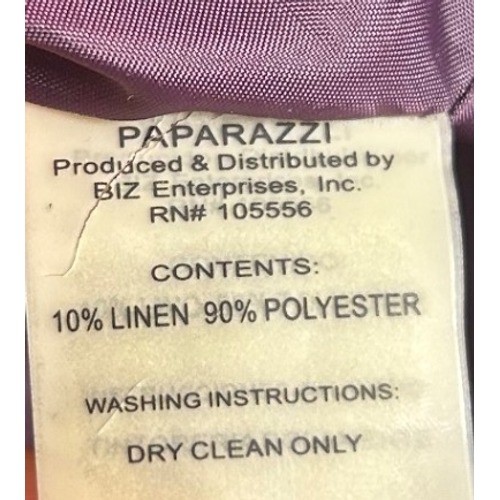 PAPARAZZI
Produced & Distributed by
BIZ Enterprises, Inc.
RN# 105556
CONTENTS:
10% LINEN 90% POLYESTER
WASHING INSTRUCTIONS:
DRY CLEAN ONLY